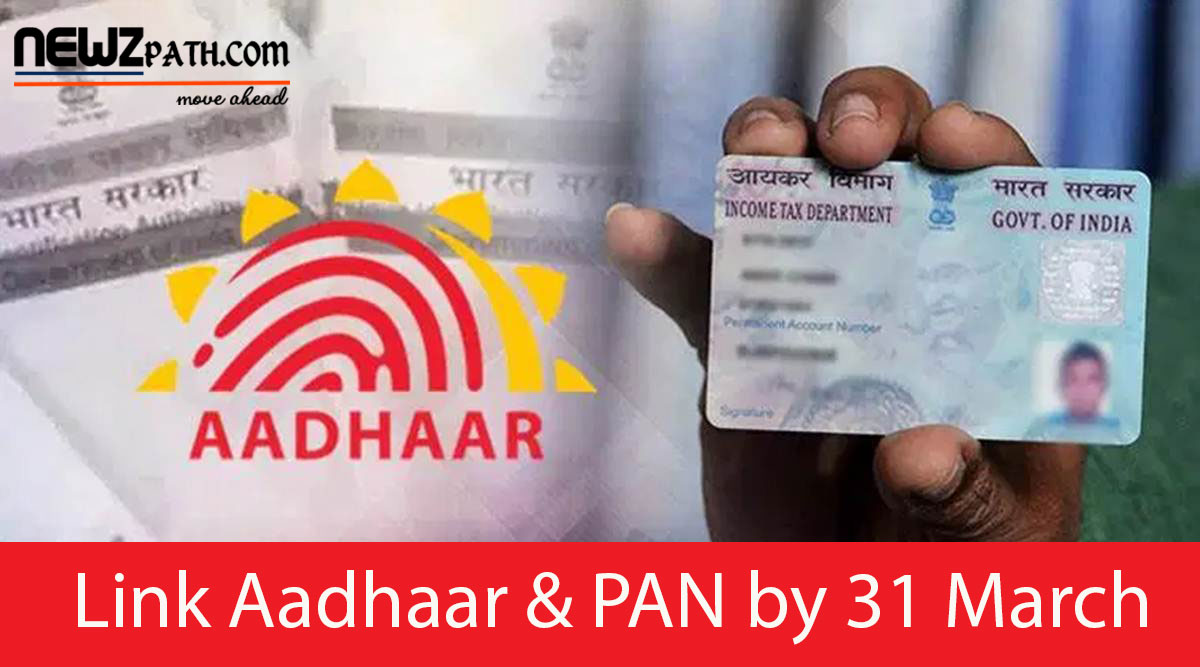 NEWZPATH.COM
move ahead
भारत सरकार
भारत सरकार
AADHAAR
आयकर विभाग
INCOME TAX DEPARTMENT
भारत सरकार
GOVT. OF INDIA
Permanent Account Number
Signature
Link Aadhaar & PAN by 31 March